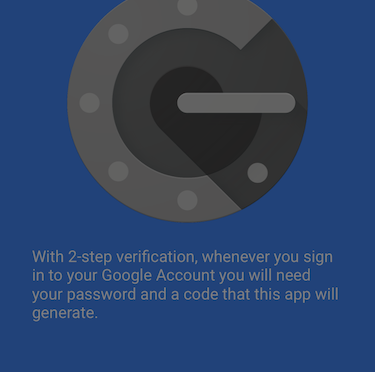 With 2-step verification, whenever you sign
in to your Google Account you will need
your password and a code that this app will
generate.